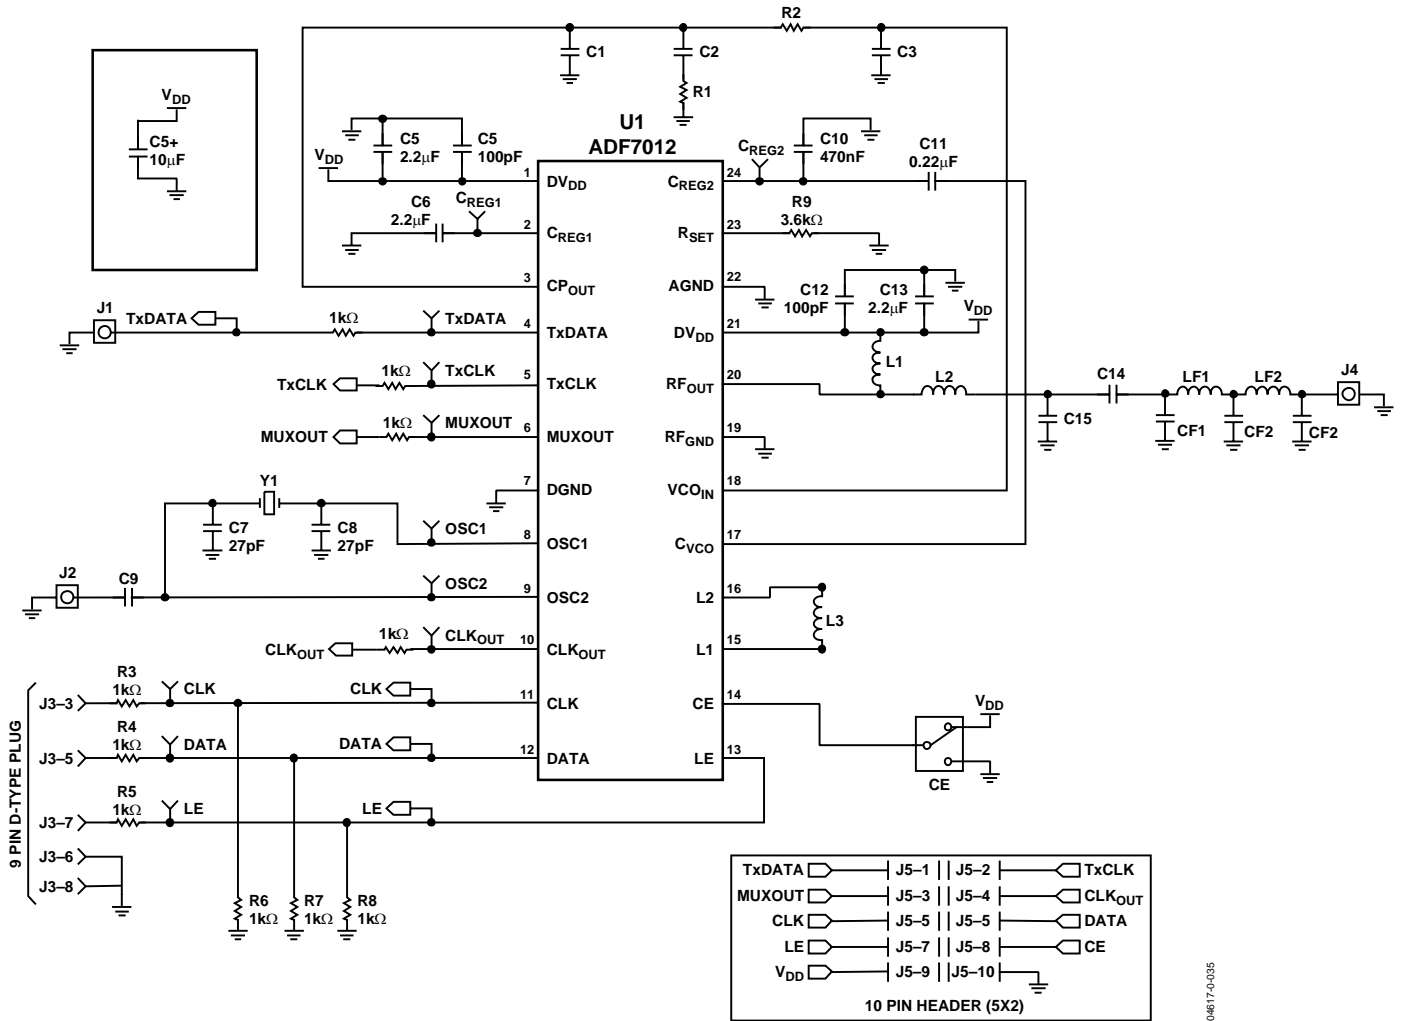 R2
C1
C2
C3
R1
VDD
C5+
10μF
U1
ADF7012
VDD
C5
2.2μF
C5
100pF
CREG2
C10
470nF
C11
0.22μF
1
DVDD
CREG2
24
C6
2.2μF
CREG1
2
CREG1
RSET
23
R9
3.6kΩ
3
CPOUT
AGND
22
C12
100pF
C13
2.2μF
VDD
J1
TxDATA
1kΩ
TxDATA
4
TxDATA
DVDD
21
L1
TxCLK
1kΩ
TxCLK
5
TxCLK
RFOUT
20
L2
C14
LF1
LF2
J4
C15
CF1
CF2
CF2
MUXOUT
1kΩ
MUXOUT
6
MUXOUT
RFGND
19
Y1
7
DGND
VCOIN
18
C7
27pF
C8
27pF
OSC1
8
OSC1
CVCO
17
J2
C9
OSC2
9
OSC2
L2
16
L3
CLKOUT
1kΩ
CLKOUT
10
CLKOUT
L1
15
9 PIN D-TYPE PLUG
J3–3
R3
1kΩ
CLK
CLK
11
CLK
CE
14
VDD
CE
J3–5
R4
1kΩ
DATA
DATA
12
DATA
LE
13
J3–7
R5
1kΩ
LE
LE
J3–6
J3–8
R6
1kΩ
R7
1kΩ
R8
1kΩ
TxDATA J5–1 J5–2 TxCLK
MUXOUT J5–3 J5–4 CLKOUT
CLK J5–5 J5–5 DATA
LE J5–7 J5–8 CE
VDD J5–9 J5–10
10 PIN HEADER (5X2)
04617-0-035